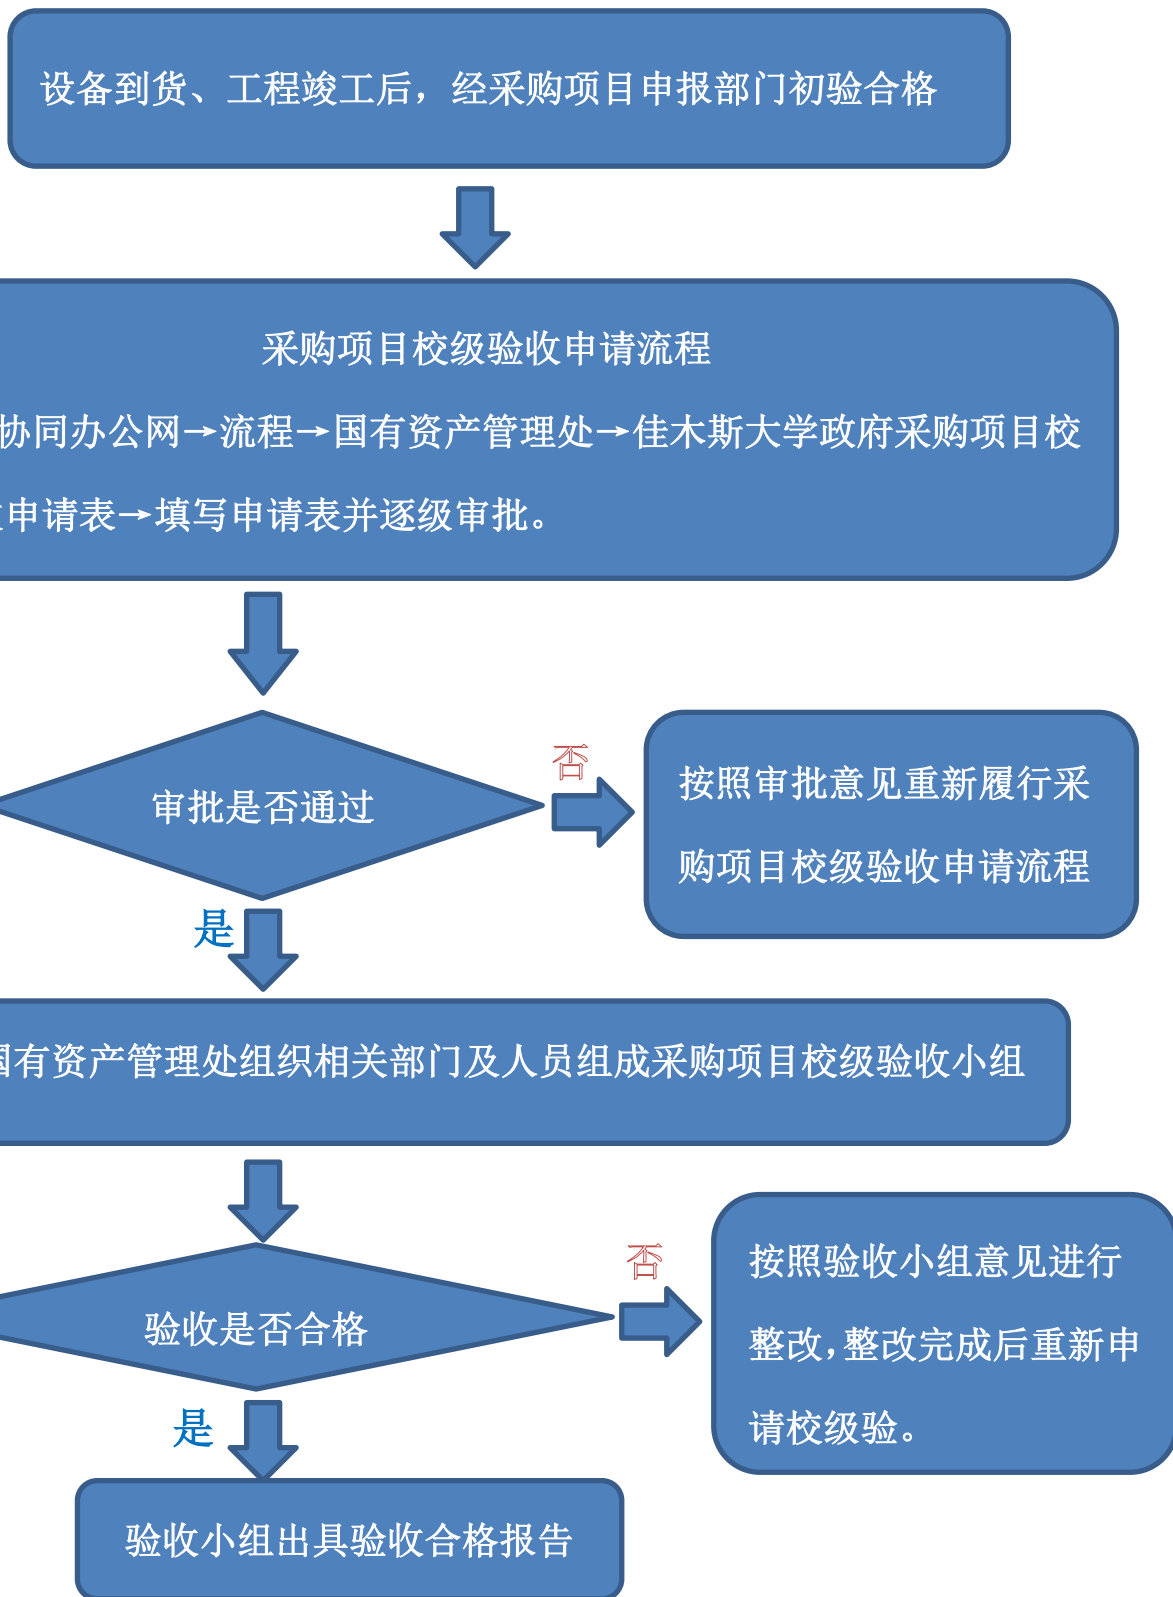 设备到货、工程竣工后，经采购项目申报部门初验合格
采购项目校级验收申请流程
协同办公网→流程→国有资产管理处→佳木斯大学政府采购项目校
申请表→填写申请表并逐级审批。
审批是否通过
否
按照审批意见重新履行采
购项目校级验收申请流程
是
国有资产管理处组织相关部门及人员组成采购项目校级验收小组
验收是否合格
否
按照验收小组意见进行
整改，整改完成后重新申
请校级验。
是
验收小组出具验收合格报告